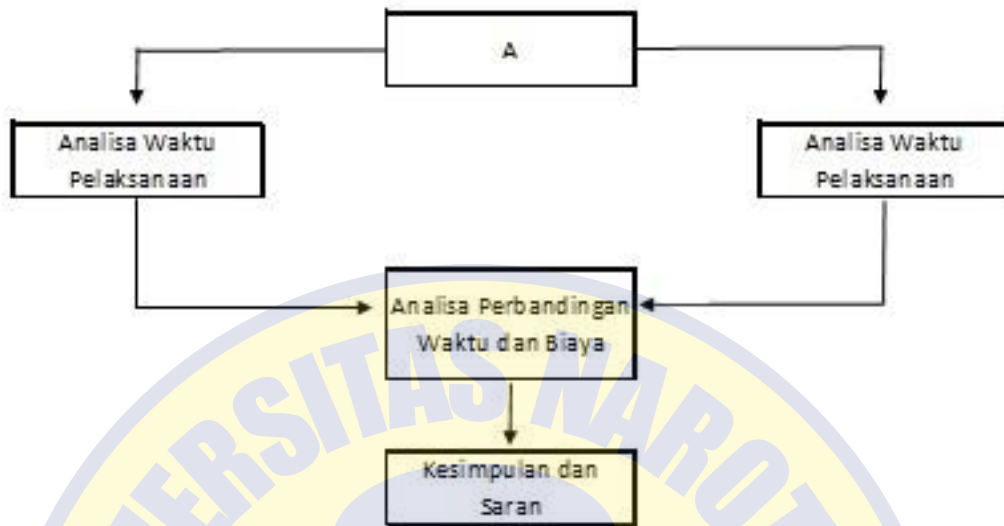 A
Analisa Waktu
Pelaksanaan
Analisa Waktu
Pelaksanaan
Analisa Perbandingan
Waktu dan Biaya
Kesimpulan dan
Saran